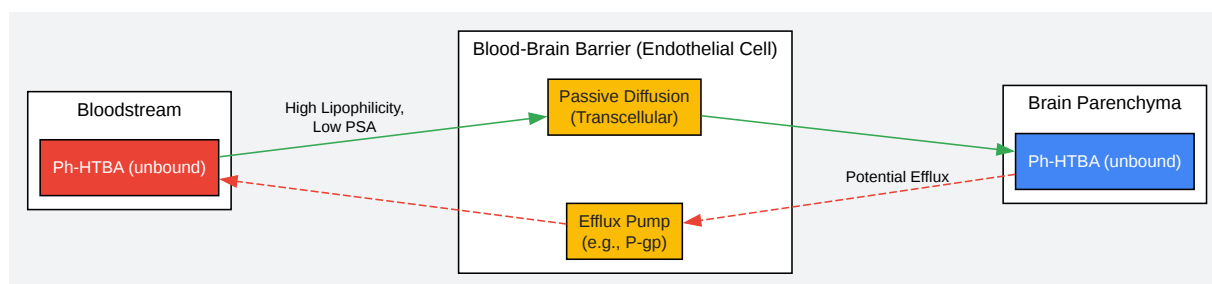 Blood-Brain Barrier (Endothelial Cell)
Bloodstream
High Lipophilicity,
Low PSA
Passive Diffusion
(Transcellular)
Brain Parenchyma
Ph-HTBA (unbound)
Ph-HTBA (unbound)
Potential Efflux
Efflux Pump
(e.g., P-gp)